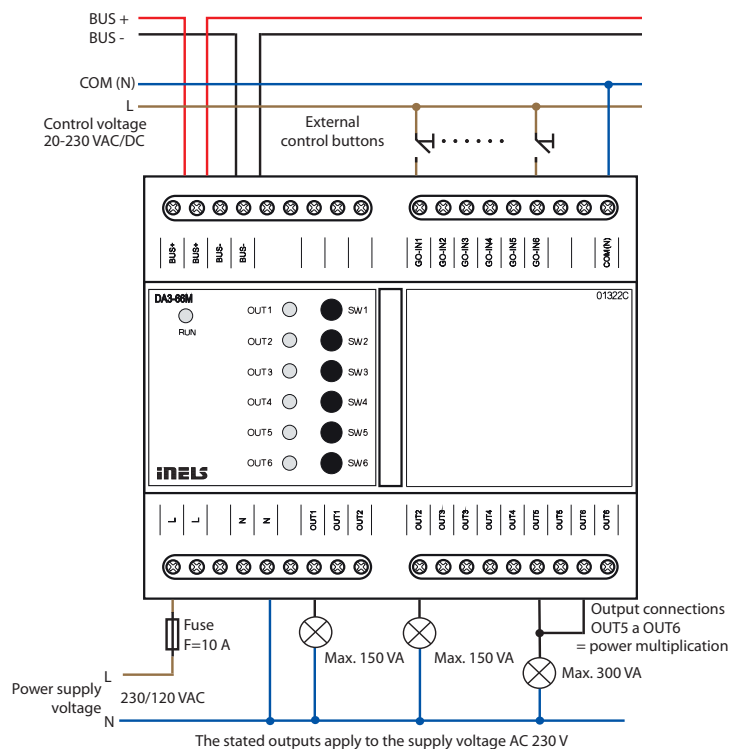 BUS +
BUS -
COM (N)
L
Control voltage
20-230 VAC/DC
External
control buttons
BUS+ BUS+ BUS- BUS-
GO-IN1 GO-IN2 GO-IN3 GO-IN4 GO-IN5 GO-IN6 COM(N)
DA3-66M
RUN
01322C
OUT1 SW1
OUT2 SW2
OUT3 SW3
OUT4 SW4
OUT5 SW5
OUT6 SW6
iNELS
L L N N OUT1 OUT1 OUT2
OUT2 OUT3 OUT3 OUT4 OUT4 OUT5 OUT5 OUT6 OUT6
Fuse
F=10 A
Max. 150 VA
Max. 150 VA
Output connections
OUT5 a OUT6
= power multiplication
Max. 300 VA
L
Power supply
voltage
230/120 VAC
N
The stated outputs apply to the supply voltage AC 230 V